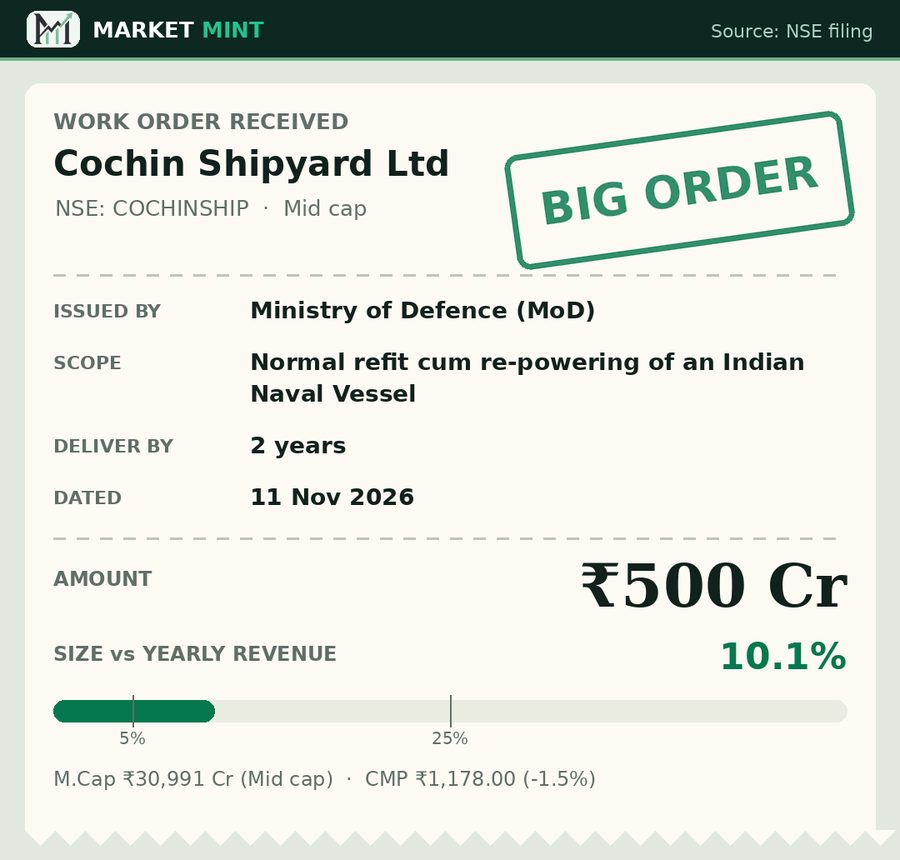 MARKET MINT
Source: NSE filing
WORK ORDER RECEIVED
Cochin Shipyard Ltd
NSE: COCHINSHIP · Mid cap
BIG ORDER
ISSUED BY Ministry of Defence (MoD)
SCOPE Normal refit cum re-powering of an Indian
Naval Vessel
DELIVER BY 2 years
DATED 11 Nov 2026
AMOUNT ₹500 Cr
SIZE vs YEARLY REVENUE 10.1%
5% 25%
M.Cap ₹30,991 Cr (Mid cap) · CMP ₹1,178.00 (-1.5%)